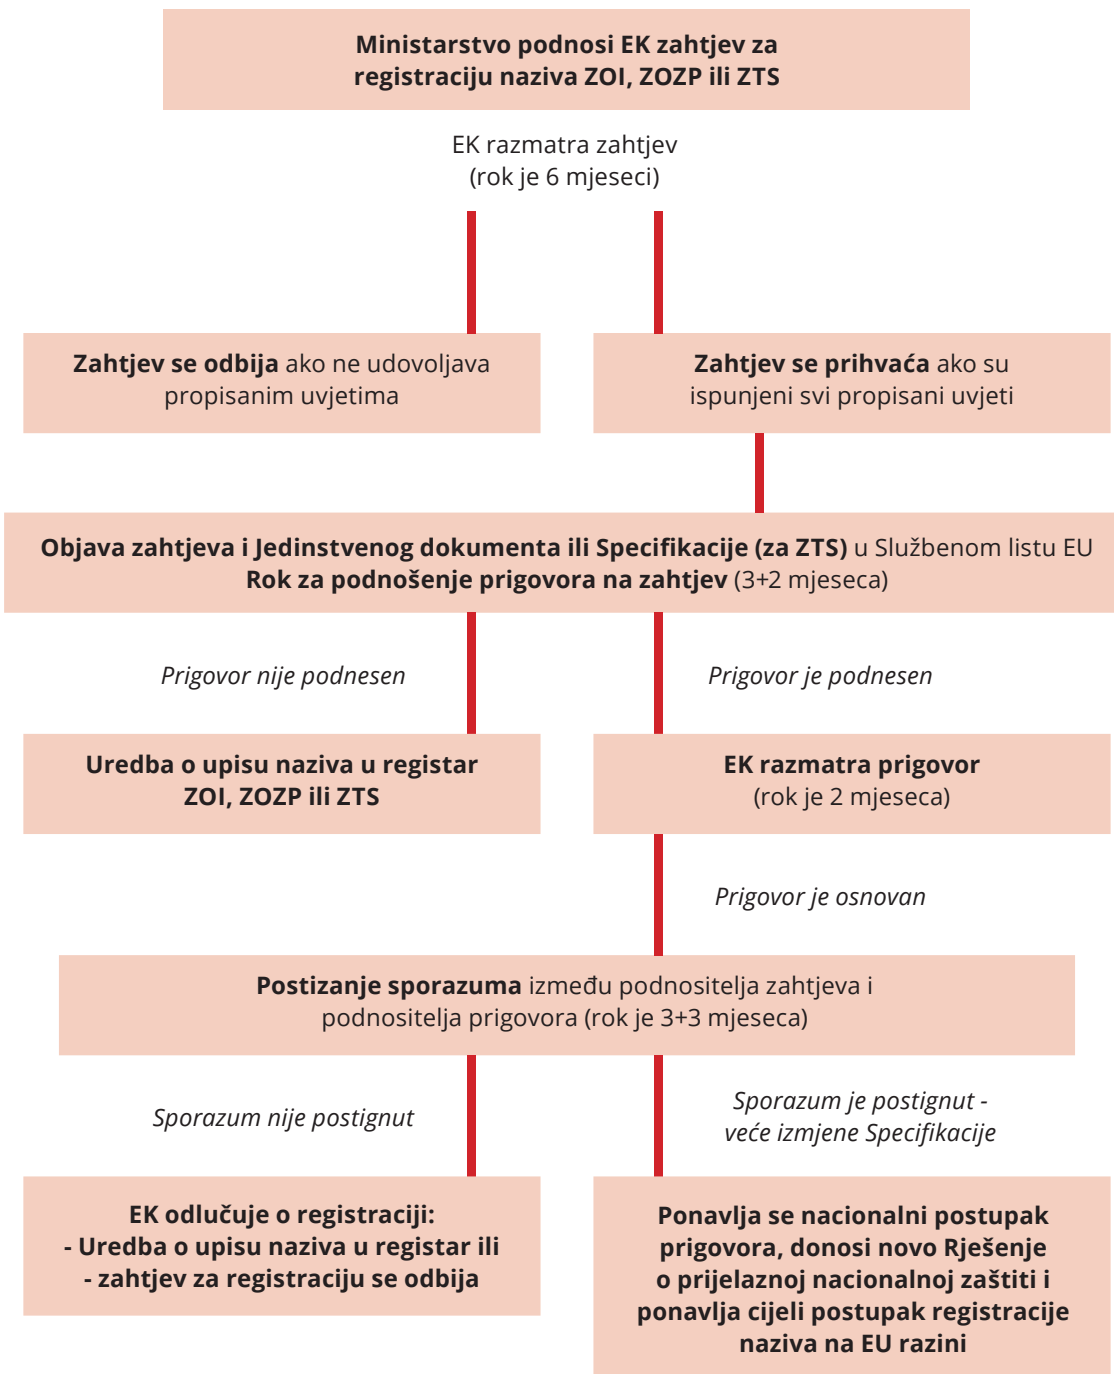 Ministarstvo podnosi EK zahtjev za
registraciju naziva ZOI, ZOZP ili ZTS
EK razmatra zahtjev
(rok je 6 mjeseci)
Zahtjev se odbija ako ne udovoljava
propisanim uvjetima
Zahtjev se prihvaća ako su
ispunjeni svi propisani uvjeti
Objava zahtjeva i Jedinstvenog dokumenta ili Specifikacije (za ZTS) u Službenom listu EU
Rok za podnošenje prigovora na zahtjev (3+2 mjeseca)
Prigovor nije podnesen
Prigovor je podnesen
Uredba o upisu naziva u registar
ZOI, ZOZP ili ZTS
EK razmatra prigovor
(rok je 2 mjeseca)
Prigovor je osnovan
Postizanje sporazuma između podnositelja zahtjeva i
podnositelja prigovora (rok je 3+3 mjeseca)
Sporazum nije postignut
Sporazum je postignut -
veće izmjene Specifikacije
EK odlučuje o registraciji:
- Uredba o upisu naziva u registar ili
- zahtjev za registraciju se odbija
Ponavlja se nacionalni postupak
prigovora, donosi novo Rješenje
o prijelaznoj nacionalnoj zaštiti i
ponavlja cijeli postupak registracije
naziva na EU razini